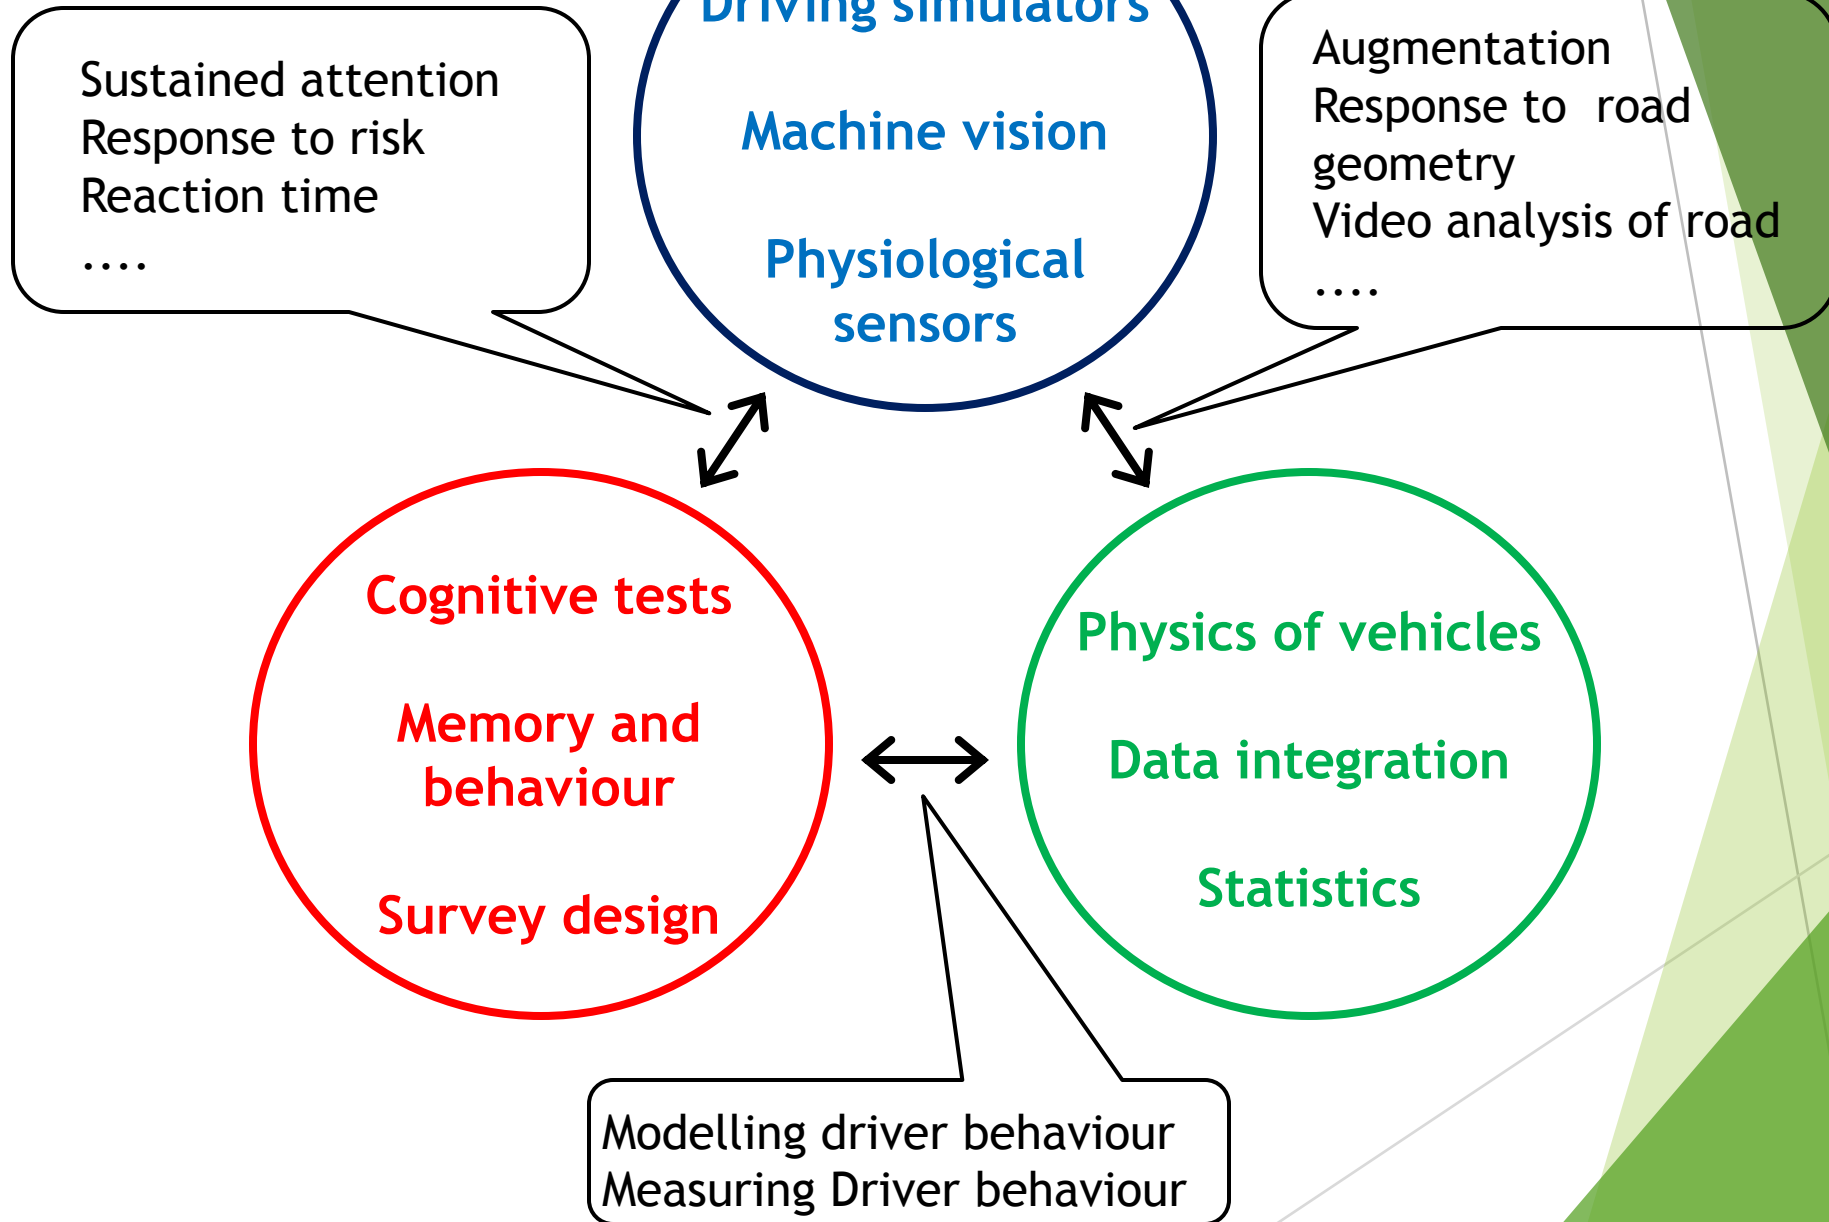 Driving simulators
Machine vision
Physiological
sensors
Sustained attention
Response to risk
Reaction time
....
Augmentation
Response to  road
geometry
Video analysis of road
....
Cognitive tests
Memory and
behaviour
Survey design
Physics of vehicles
Data integration
Statistics
Modelling driver behaviour
Measuring Driver behaviour